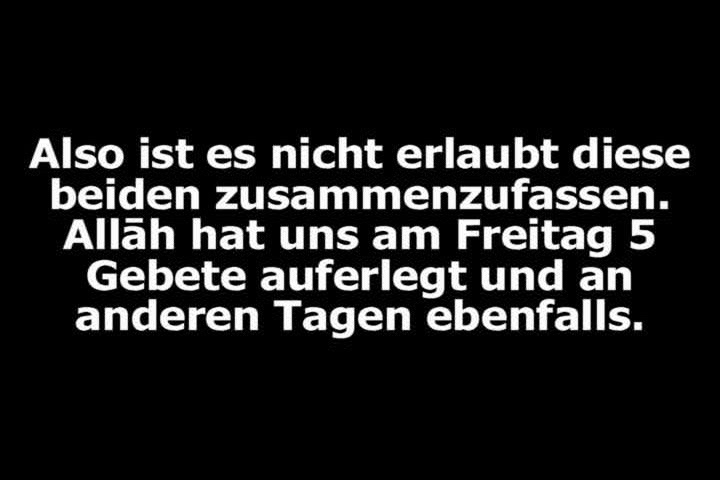 Also ist es nicht erlaubt diese
beiden zusammenzufassen.
Allāh hat uns am Freitag 5
Gebete auferlegt und an
anderen Tagen ebenfalls.